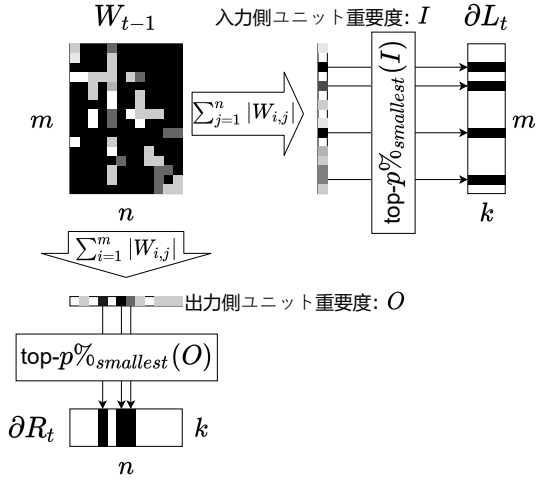 W_{t−1}
入力側ユニット重要度: I
∂L_t
m
∑_{j=1}^{n} |W_{i,j}|
top-p%_{smallest}(I)
m
n
k
∑_{i=1}^{m} |W_{i,j}|
出力側ユニット重要度: O
top-p%_{smallest}(O)
∂R_t
k
n